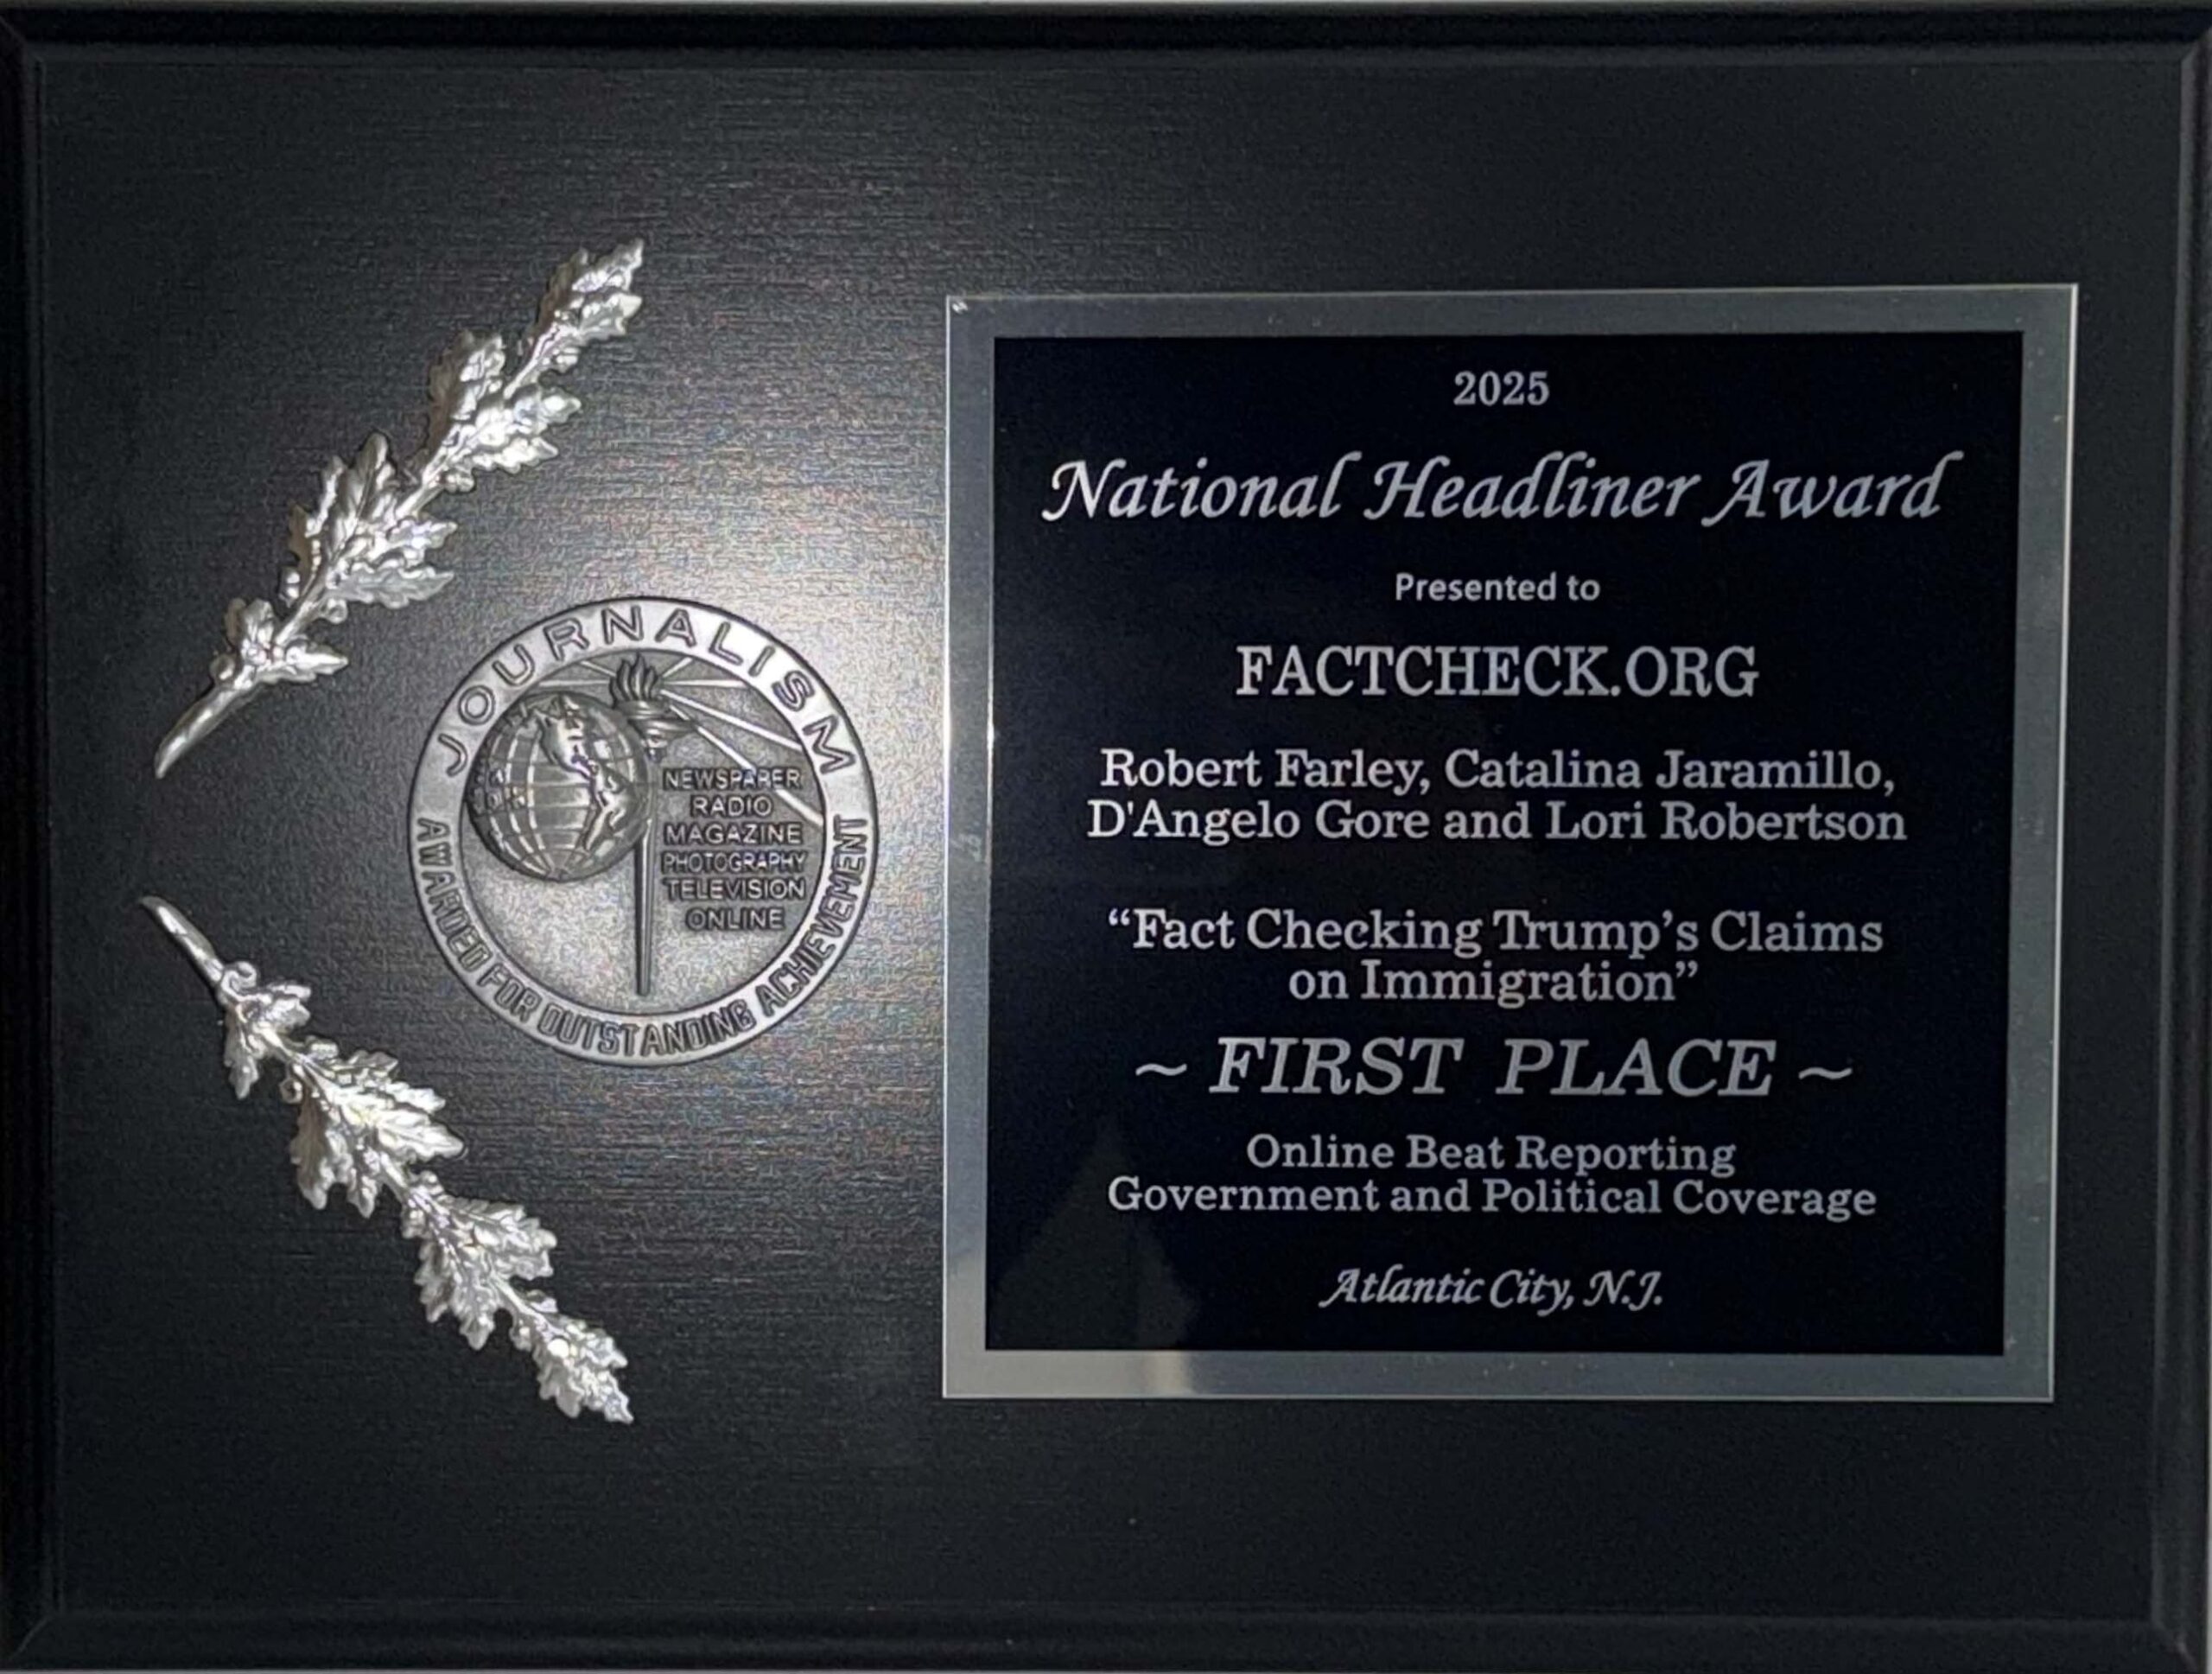 JOURNALISM
NEWSPAPER
RADIO
MAGAZINE
PHOTOGRAPHY
TELEVISION
ONLINE
AWARDED FOR OUTSTANDING ACHIEVEMENT
2025
National Headliner Award
Presented to
FACTCHECK.ORG
Robert Farley, Catalina Jaramillo,
D'Angelo Gore and Lori Robertson
“Fact Checking Trump’s Claims
on Immigration”
~ FIRST PLACE ~
Online Beat Reporting
Government and Political Coverage
Atlantic City, N.J.